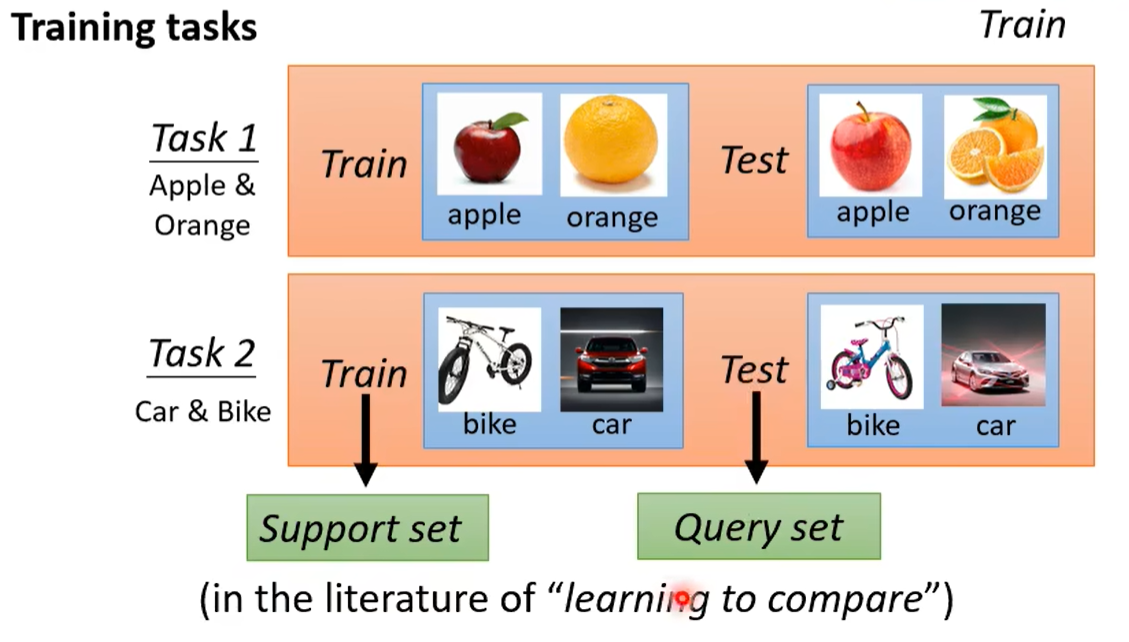 Training tasks
Train
Task 1
Apple &
Orange
Train
apple
orange
Test
apple
orange
Task 2
Car & Bike
Train
bike
car
Test
bike
car
Support set
Query set
(in the literature of “learning to compare”)